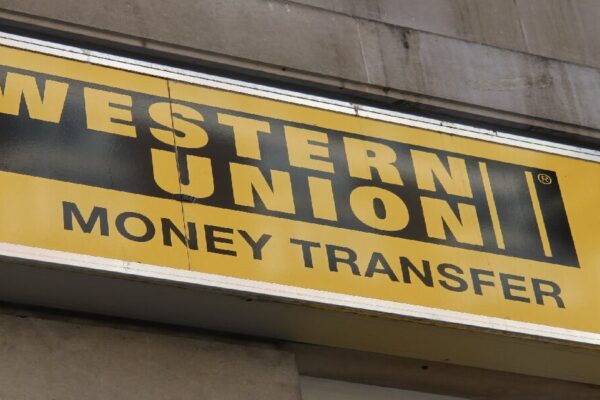 WESTERN
UNION ®
MONEY TRANSFER